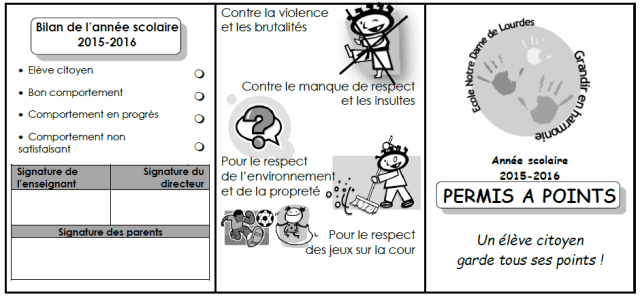 Bilan de l'année scolaire
2015-2016
• Elève citoyen
• Bon comportement
• Comportement en progrès
• Comportement non
satisfaisant
Signature de
l'enseignant
Signature du
directeur
Signature des parents
Contre la violence
et les brutalités
Contre le manque de respect
et les insultes
Pour le respect
de l'environnement
et de la propreté
Pour le respect
des jeux sur la cour
Ecole Notre Dame de Lourdes
Grandir en harmonie
Année scolaire
2015-2016
PERMIS A POINTS
Un élève citoyen
garde tous ses points !